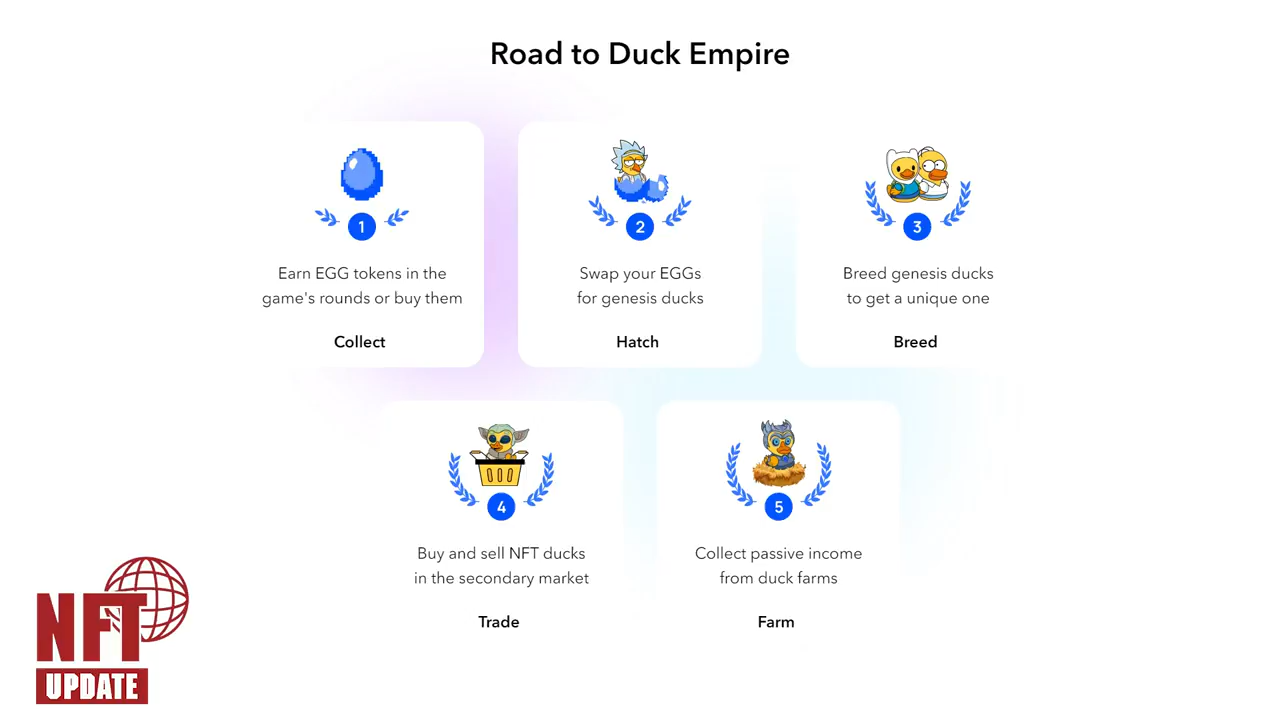 Road to Duck Empire
1
Earn EGG tokens in the
game's rounds or buy them
Collect
2
Swap your EGGs
for genesis ducks
Hatch
3
Breed genesis ducks
to get a unique one
Breed
4
Buy and sell NFT ducks
in the secondary market
Trade
5
Collect passive income
from duck farms
Farm
NFT
UPDATE